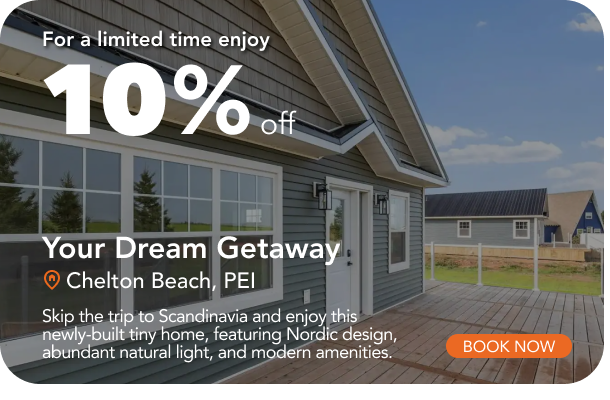 For a limited time enjoy
10% off
Your Dream Getaway
Chelton Beach, PEI
Skip the trip to Scandinavia and enjoy this
newly-built tiny home, featuring Nordic design,
abundant natural light, and modern amenities.
BOOK NOW